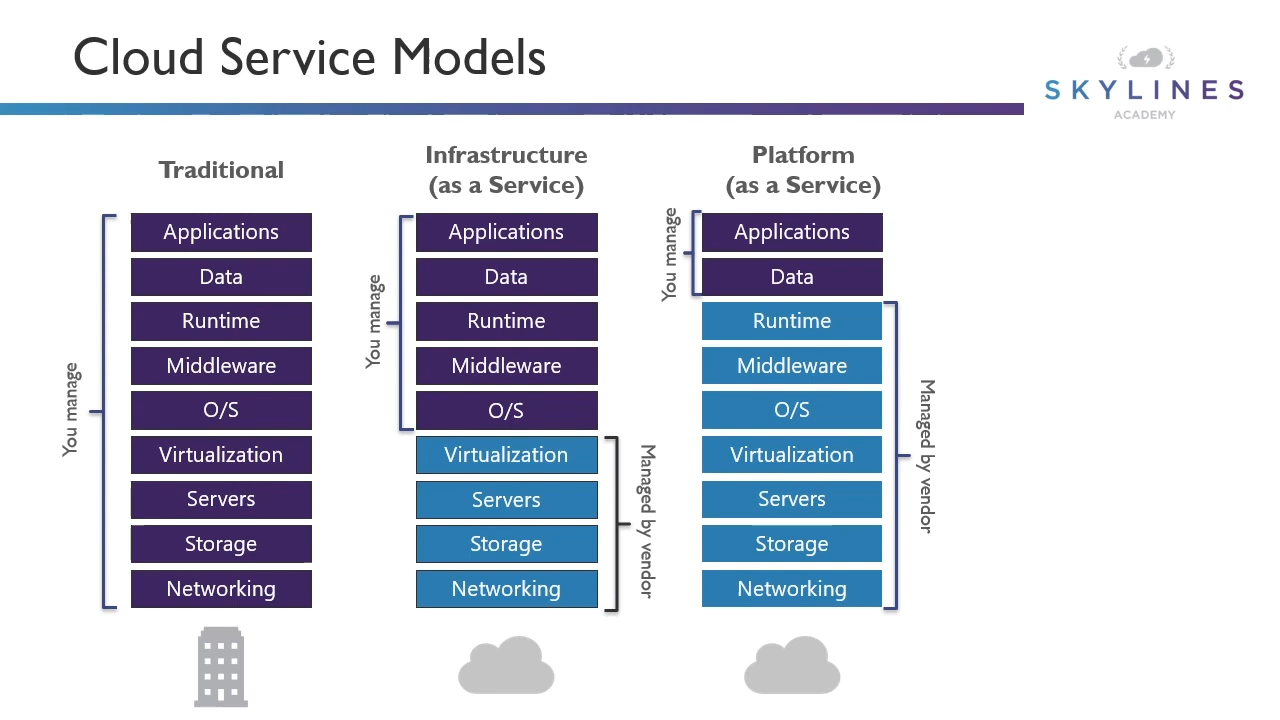 Cloud Service Models
SKYLINES
ACADEMY
Traditional
You manage
Applications
Data
Runtime
Middleware
O/S
Virtualization
Servers
Storage
Networking
Infrastructure
(as a Service)
You manage
Applications
Data
Runtime
Middleware
O/S
Virtualization
Servers
Storage
Networking
Managed by vendor
Platform
(as a Service)
You manage
Applications
Data
Runtime
Middleware
O/S
Virtualization
Servers
Storage
Networking
Managed by vendor